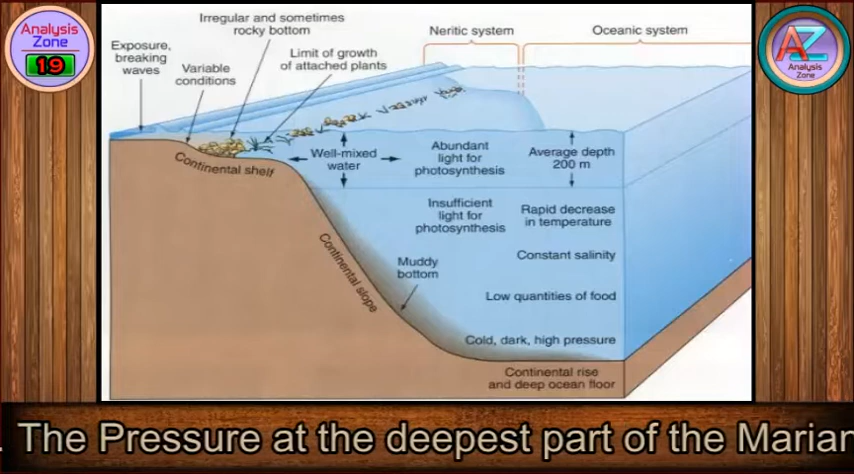 Analysis
Zone
19
Irregular and sometimes
rocky bottom
Neritic system
Oceanic system
AZ
Analysis
Zone
Exposure,
breaking
waves
Variable
conditions
Limit of growth
of attached plants
Continental shelf
Well-mixed
water
Abundant
light for
photosynthesis
Average depth
200 m
Insufficient
light for
photosynthesis
Rapid decrease
in temperature
Continental slope
Muddy
bottom
Constant salinity
Low quantities of food
Cold, dark, high pressure
Continental rise
and deep ocean floor
. The Pressure at the deepest part of the Marian